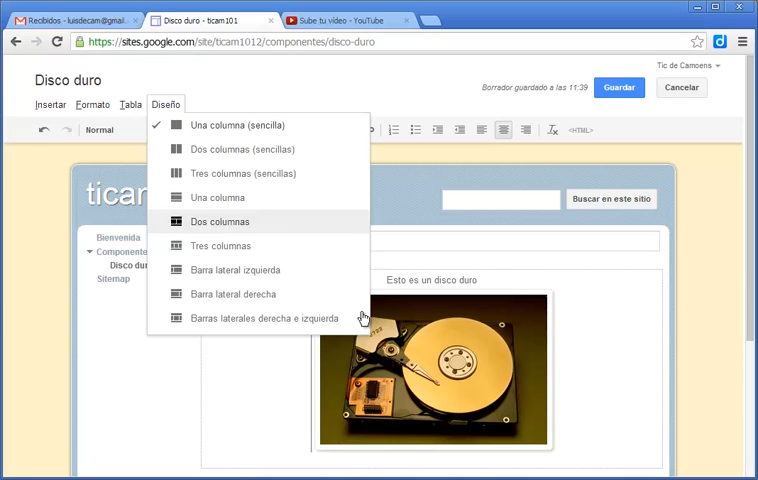 Recibidos - luisdecam@gmail.
Disco duro - ticam101
Sube tu vídeo - YouTube
https://sites.google.com/site/ticam1012/componentes/disco-duro
Tic de Camoens
Disco duro
Borrador guardado a las 11:39
Guardar
Cancelar
Insertar Formato Tabla Diseño
Normal
<HTML>
Una columna (sencilla)
Dos columnas (sencillas)
Tres columnas (sencillas)
Una columna
Dos columnas
Tres columnas
Barra lateral izquierda
Barra lateral derecha
Barras laterales derecha e izquierda
ticam
Buscar en este sitio
Bienvenida
Componente
Disco dur
Sitemap
Esto es un disco duro